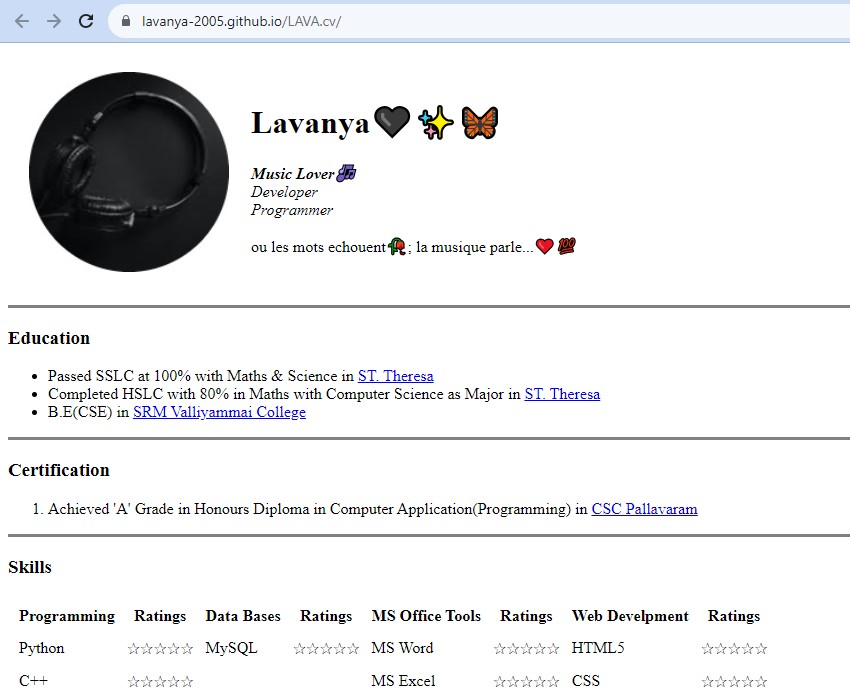 lavanya-2005.github.io/LAVA.cv/
Lavanya🖤✨🦋
Music Lover🎶
Developer
Programmer
ou les mots echouent🥀; la musique parle...❤💯
Education
• Passed SSLC at 100% with Maths & Science in ST. Theresa
• Completed HSLC with 80% in Maths with Computer Science as Major in ST. Theresa
• B.E(CSE) in SRM Valliyammai College
Certification
1. Achieved 'A' Grade in Honours Diploma in Computer Application(Programming) in CSC Pallavaram
Skills
Programming Ratings Data Bases Ratings MS Office Tools Ratings Web Develpment Ratings
Python ☆☆☆☆☆ MySQL ☆☆☆☆☆ MS Word ☆☆☆☆☆ HTML5 ☆☆☆☆☆
C++ ☆☆☆☆☆ MS Excel ☆☆☆☆☆ CSS ☆☆☆☆☆